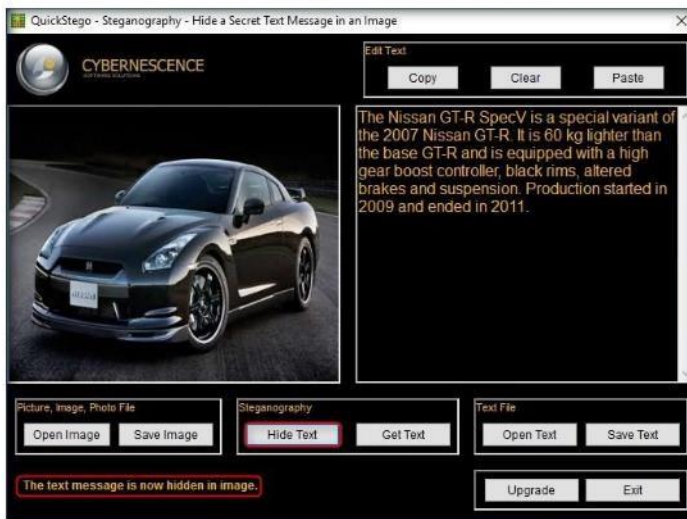 QuickStego - Steganography - Hide a Secret Text Message in an Image
CYBERNESCENCE
SOFTWARE SOLUTIONS
Edit Text
Copy Clear Paste
The Nissan GT-R SpecV is a special variant of
the 2007 Nissan GT-R. It is 60 kg lighter than
the base GT-R and is equipped with a high
gear boost controller, black rims, altered
brakes and suspension. Production started in
2009 and ended in 2011.
Picture, Image, Photo File
Open Image Save Image
Steganography
Hide Text Get Text
Text File
Open Text Save Text
The text message is now hidden in image.
Upgrade Exit